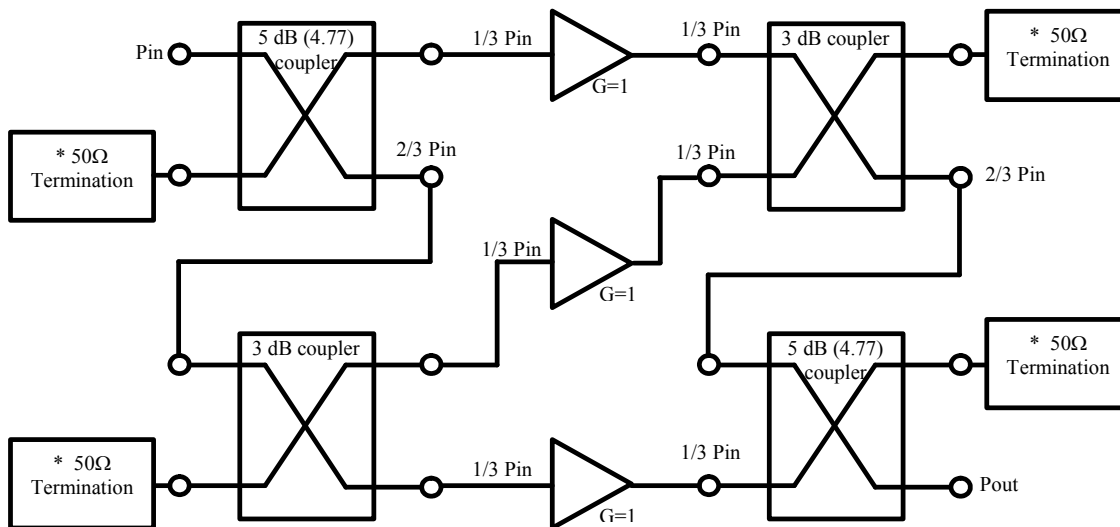 Pin
5 dB (4.77)
coupler
1/3 Pin
G=1
1/3 Pin
3 dB coupler
* 50Ω
Termination
* 50Ω
Termination
2/3 Pin
1/3 Pin
2/3 Pin
1/3 Pin
G=1
3 dB coupler
5 dB (4.77)
coupler
* 50Ω
Termination
* 50Ω
Termination
1/3 Pin
G=1
1/3 Pin
Pout